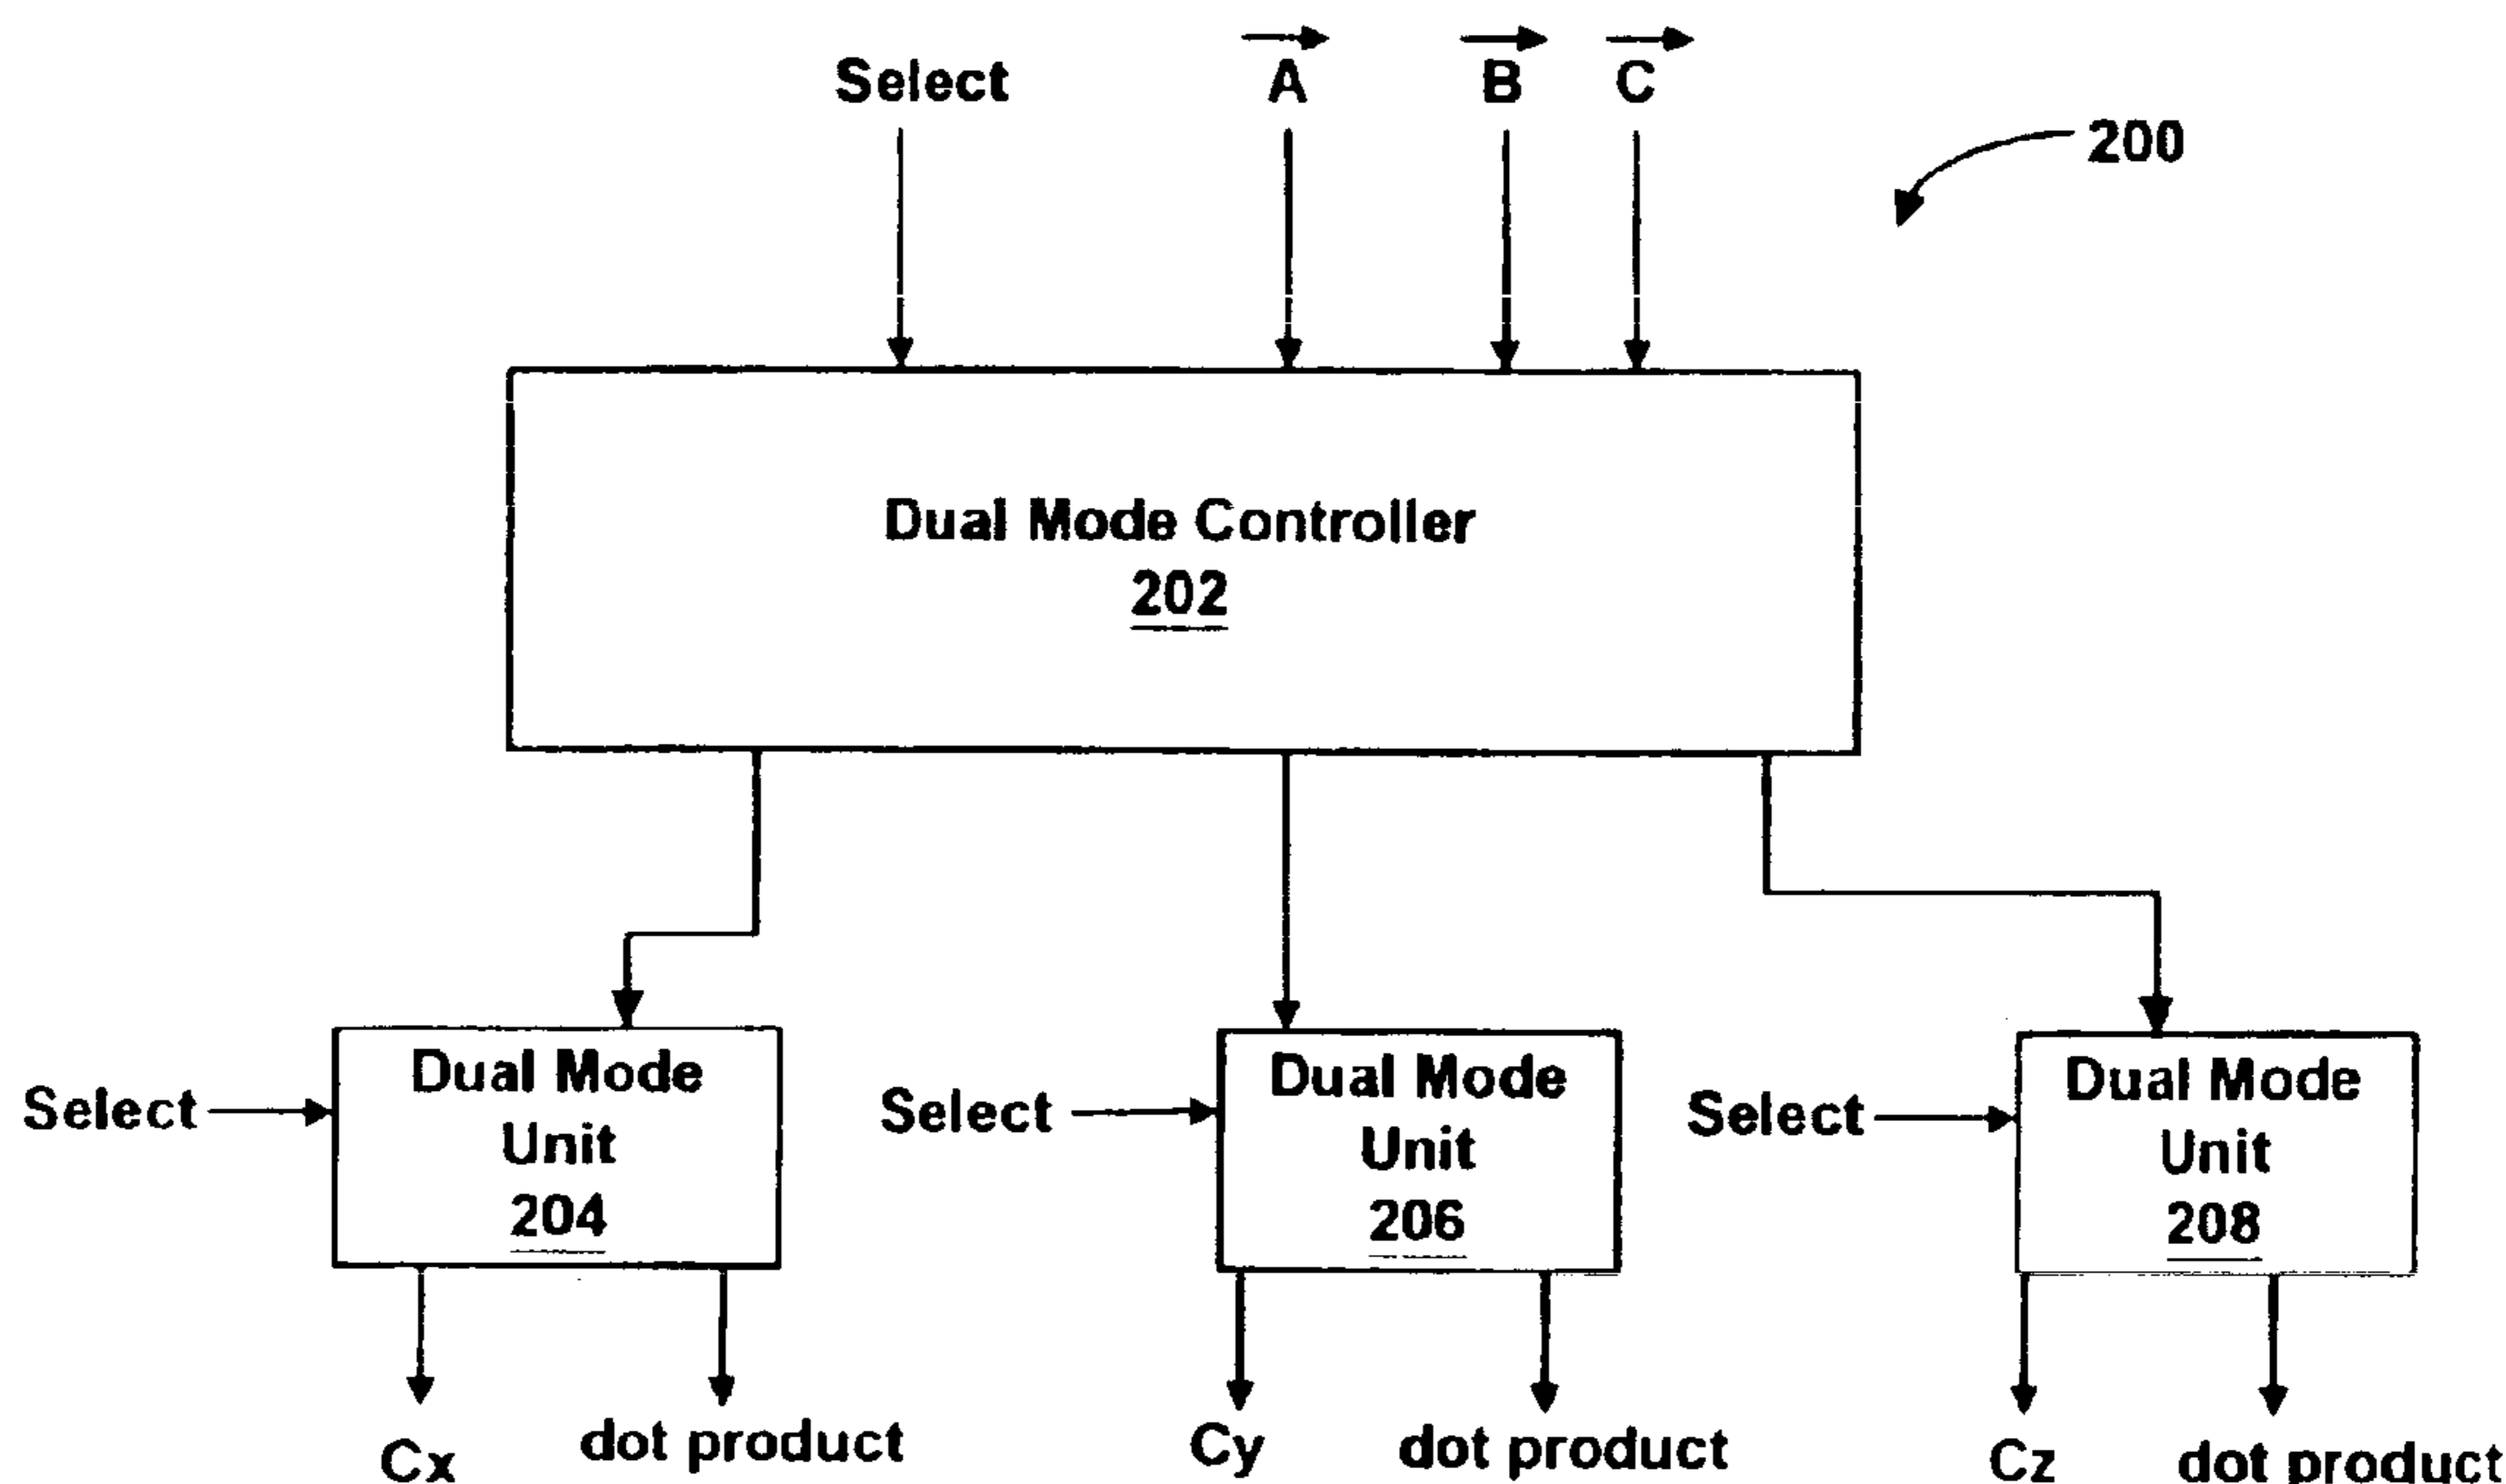 Select
A
B
C
200
Dual Mode Controller
202
Select
Dual Mode
Unit
204
Select
Dual Mode
Unit
206
Select
Dual Mode
Unit
208
Cx
dot product
Cy
dot product
Cz
dot product